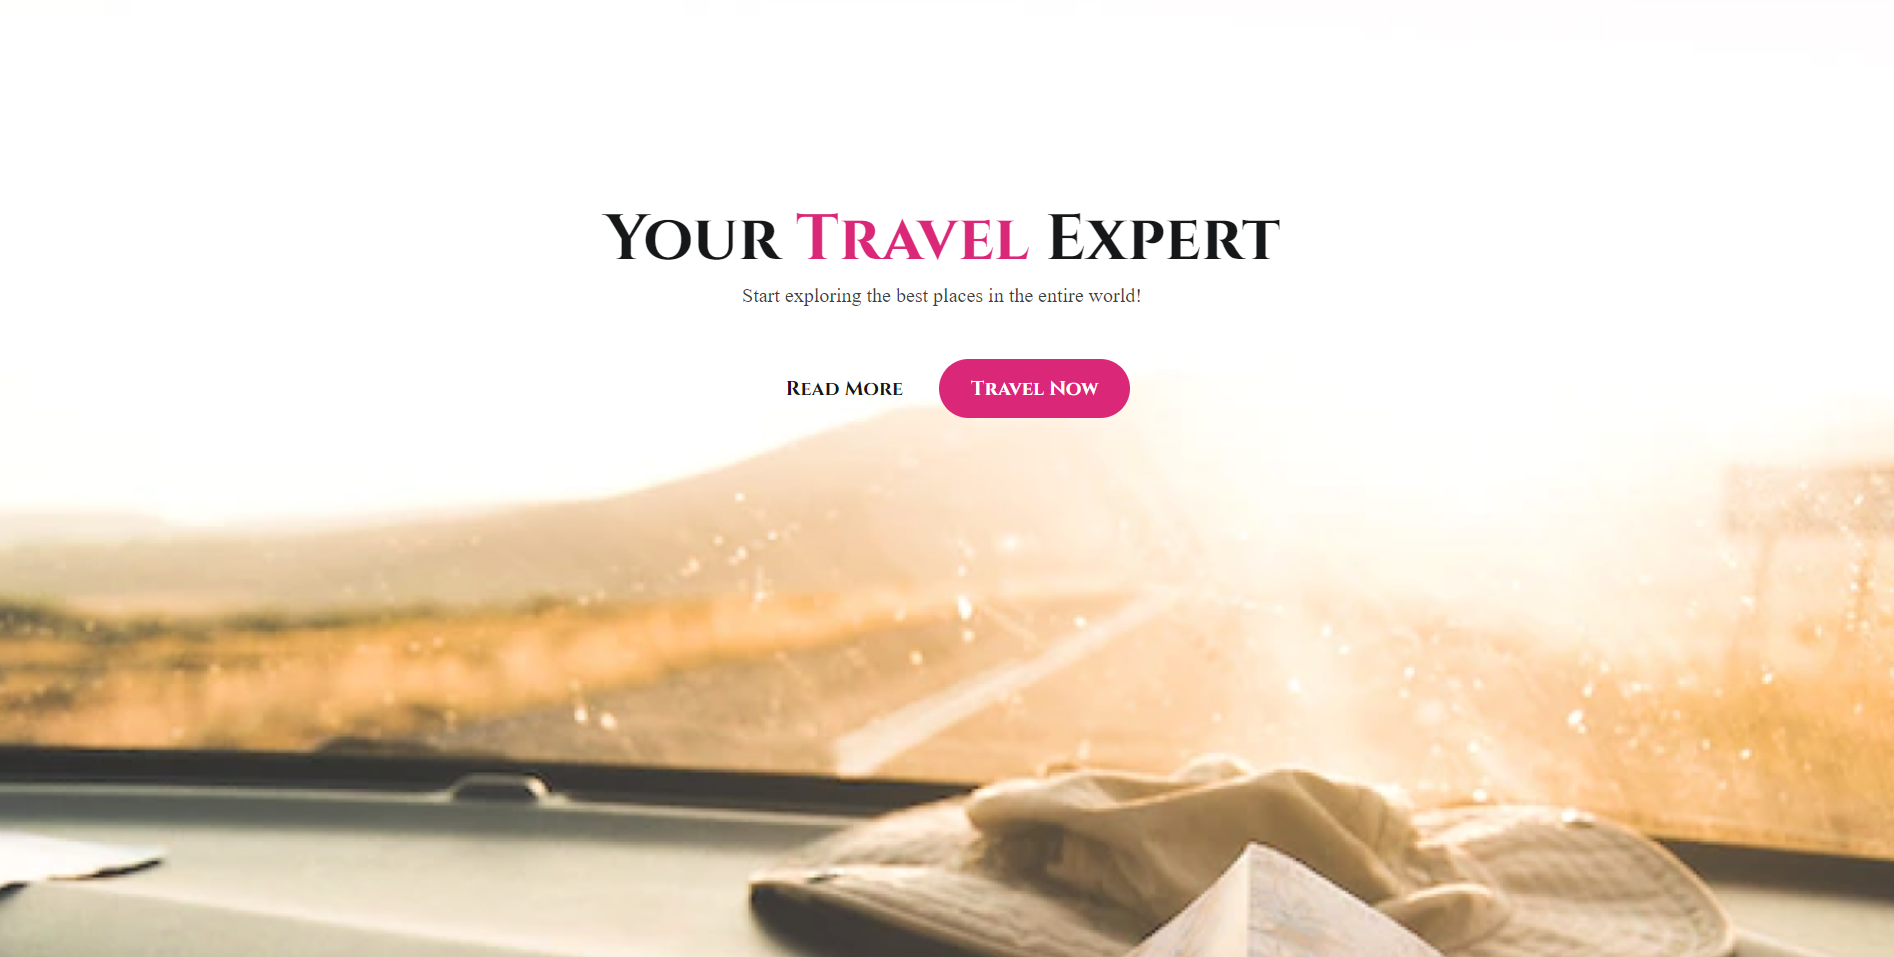 Your Travel Expert
Start exploring the best places in the entire world!
Read More
Travel Now